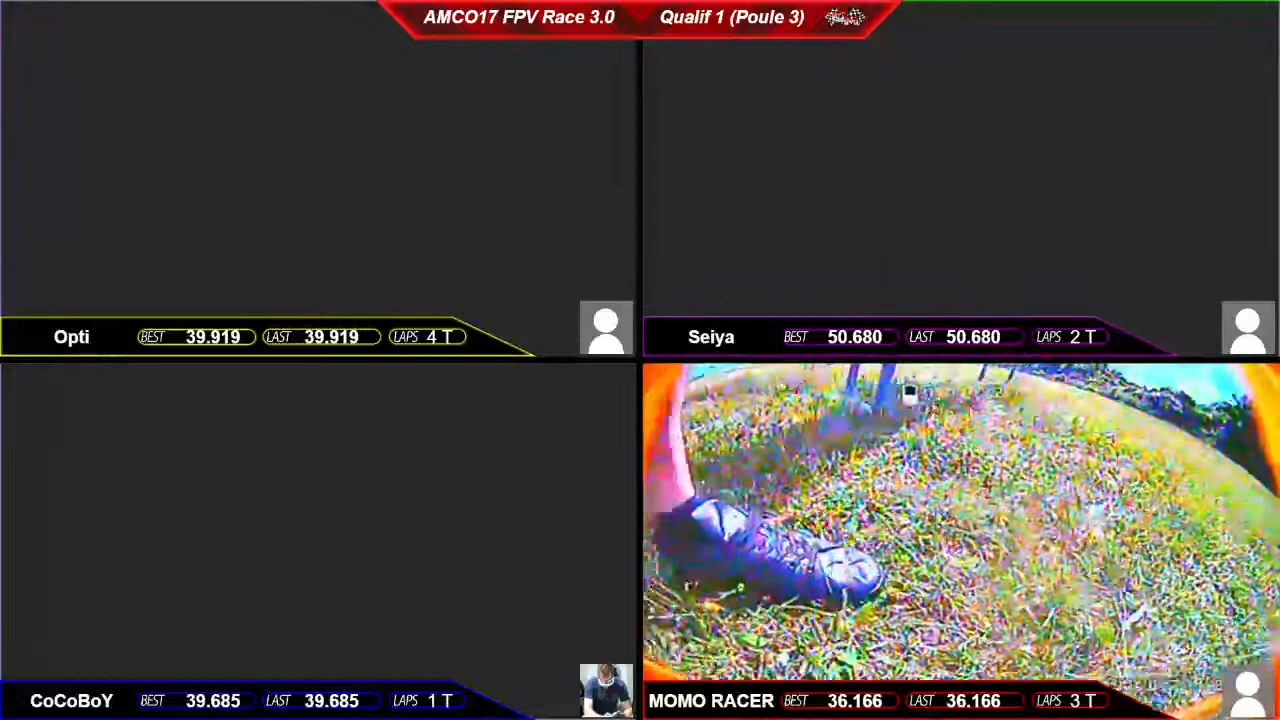 AMCO17 FPV Race 3.0 Qualif 1 (Poule 3)
Opti BEST 39.919 LAST 39.919 LAPS 4 T
Seiya BEST 50.680 LAST 50.680 LAPS 2 T
CoCoBoY BEST 39.685 LAST 39.685 LAPS 1 T
MOMO RACER BEST 36.166 LAST 36.166 LAPS 3 T